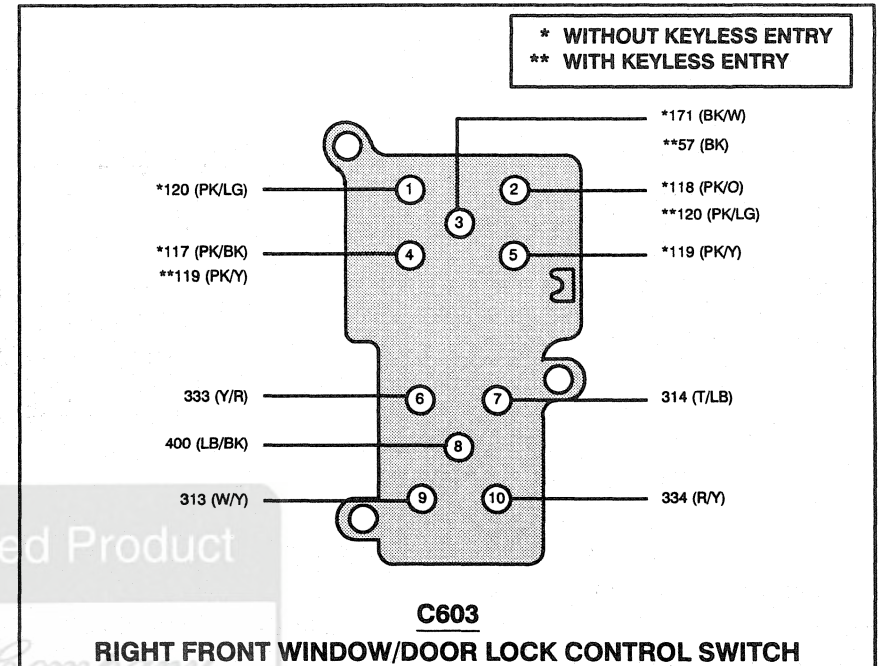 * WITHOUT KEYLESS ENTRY
** WITH KEYLESS ENTRY
*171 (BK/W)
**57 (BK)
*120 (PK/LG)
1
2
*118 (PK/O)
**120 (PK/LG)
3
*117 (PK/BK)
**119 (PK/Y)
4
5
*119 (PK/Y)
333 (Y/R)
6
7
314 (T/LB)
400 (LB/BK)
8
313 (W/Y)
9
10
334 (R/Y)
ed Product
C603
RIGHT FRONT WINDOW/DOOR LOCK CONTROL SWITCH